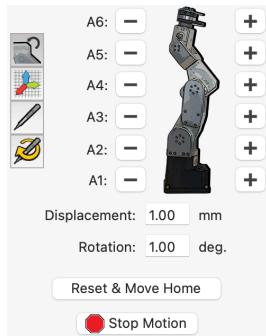 A6: − +
A5: − +
A4: − +
A3: − +
A2: − +
A1: − +
Displacement: 1.00 mm
Rotation: 1.00 deg.
Reset & Move Home
Stop Motion